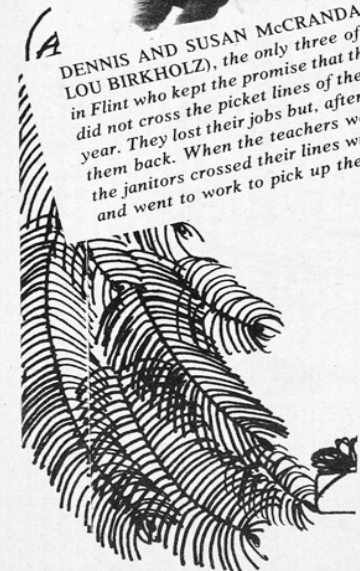 A
DENNIS AND SUSAN McCRANDA
LOU BIRKHOLZ), the only three of
in Flint who kept the promise that th
did not cross the picket lines of the
year. They lost their jobs but, after
them back. When the teachers we
the janitors crossed their lines wi
and went to work to pick up the